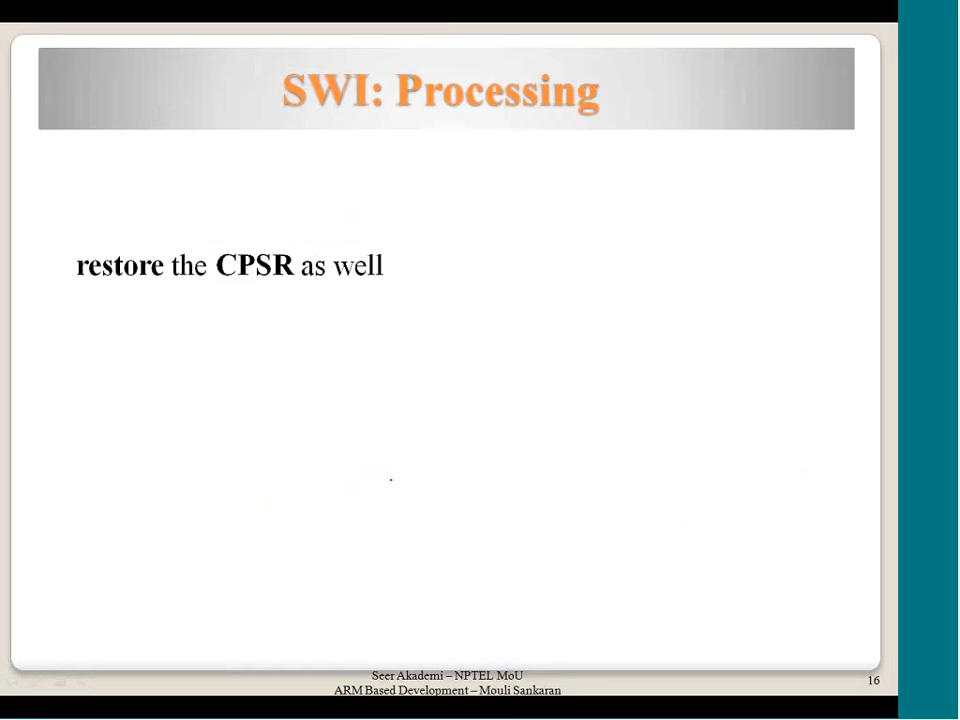 SWI: Processing
restore the CPSR as well
Seer Akademi – NPTEL MoU
ARM Based Development – Mouli Sankaran
16